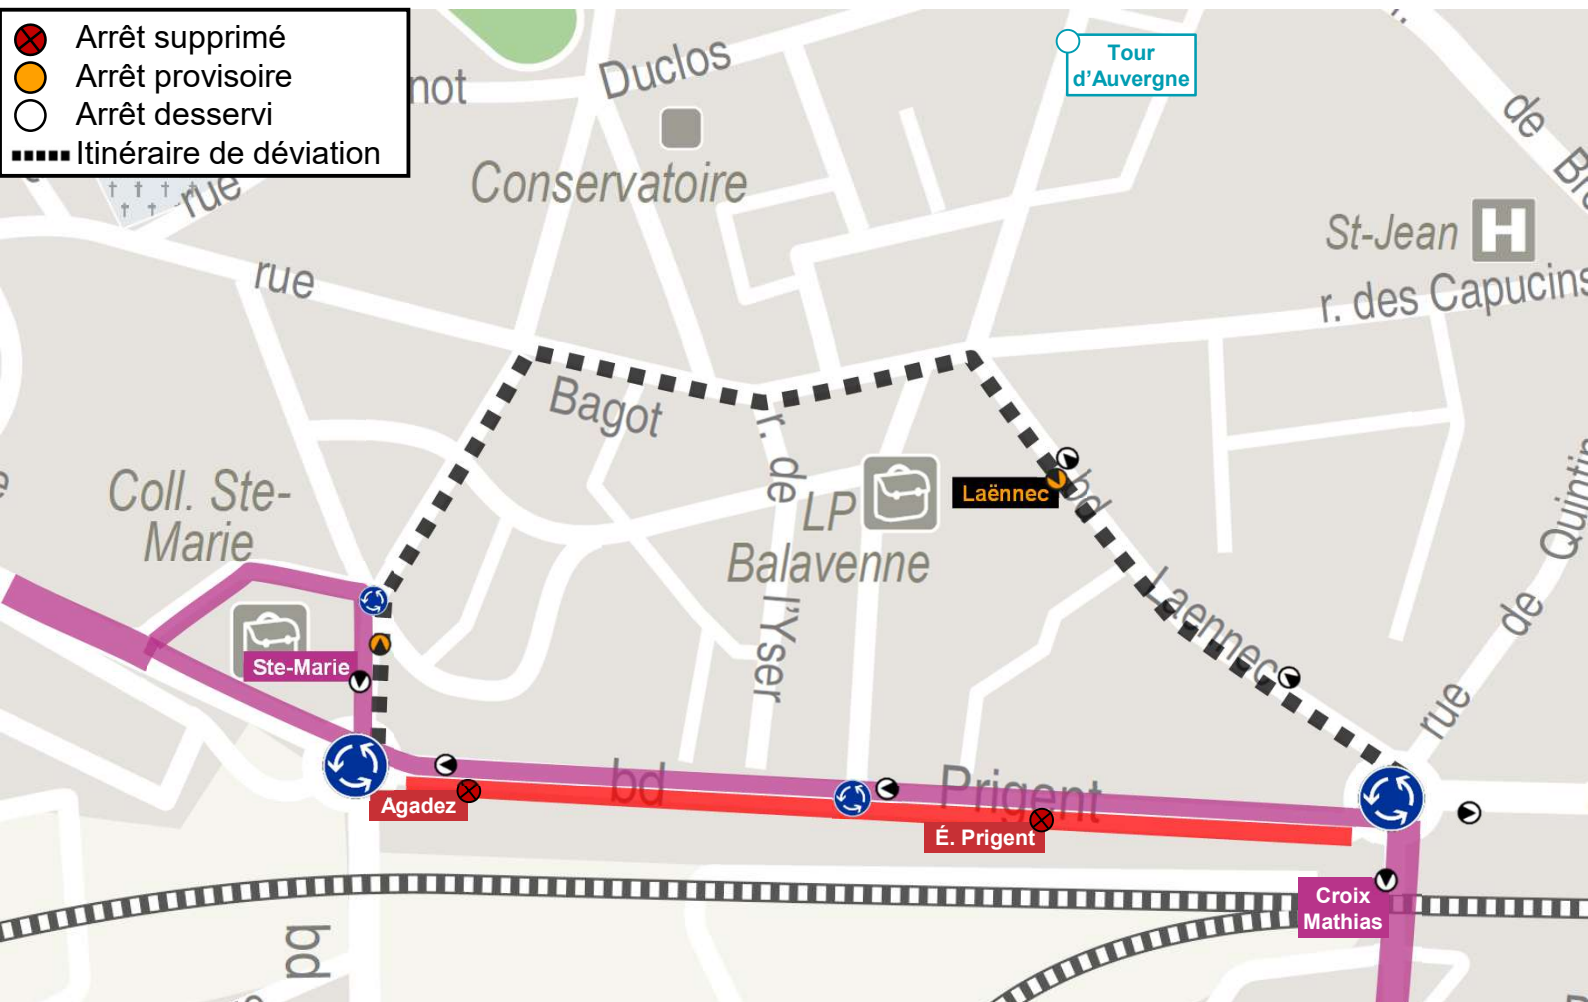 Arrêt supprimé
Arrêt provisoire
Arrêt desservi
Itinéraire de déviation
not
Duclos
Tour
d'Auvergne
de
rue
Conservatoire
St-Jean
H
r. des Capucins
rue
Bagot
r. de
l'Yser
Coll. Ste-
Marie
LP
Balavenne
Laënnec
bd
Laennec
rue
de
Quintin
Ste-Marie
bd
Prigent
Agadez
É. Prigent
Croix
Mathias
bd